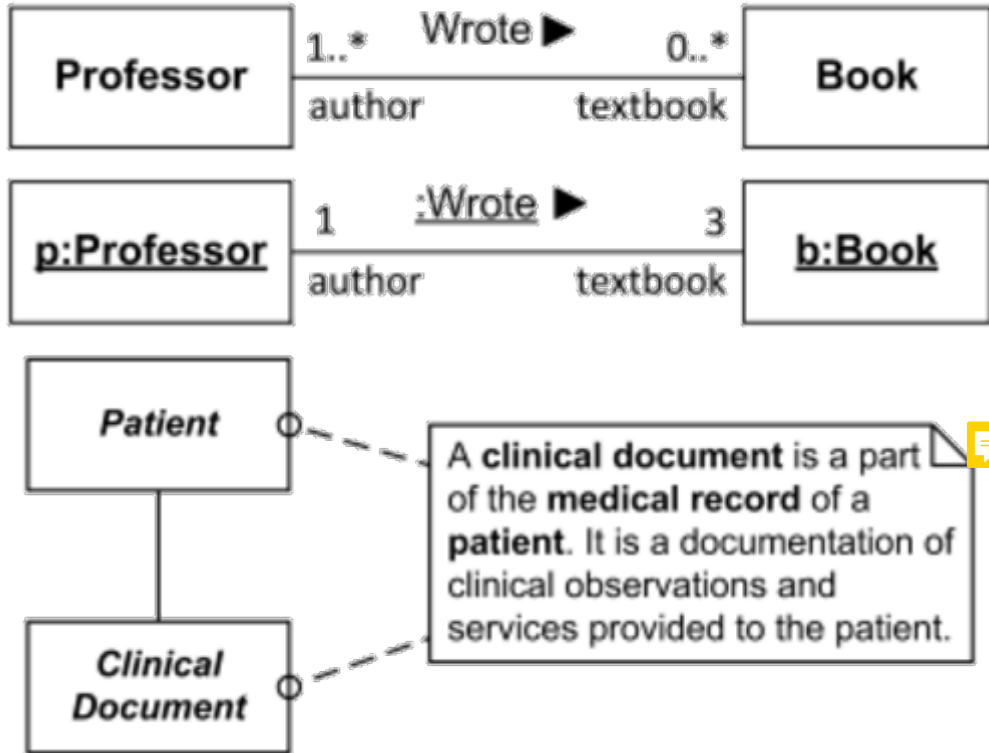 Professor
1..*
Wrote ▶
0..*
Book
author
textbook
p:Professor
1
:Wrote ▶
3
b:Book
author
textbook
Patient
A clinical document is a part
of the medical record of a
patient. It is a documentation of
clinical observations and
services provided to the patient.
Clinical
Document